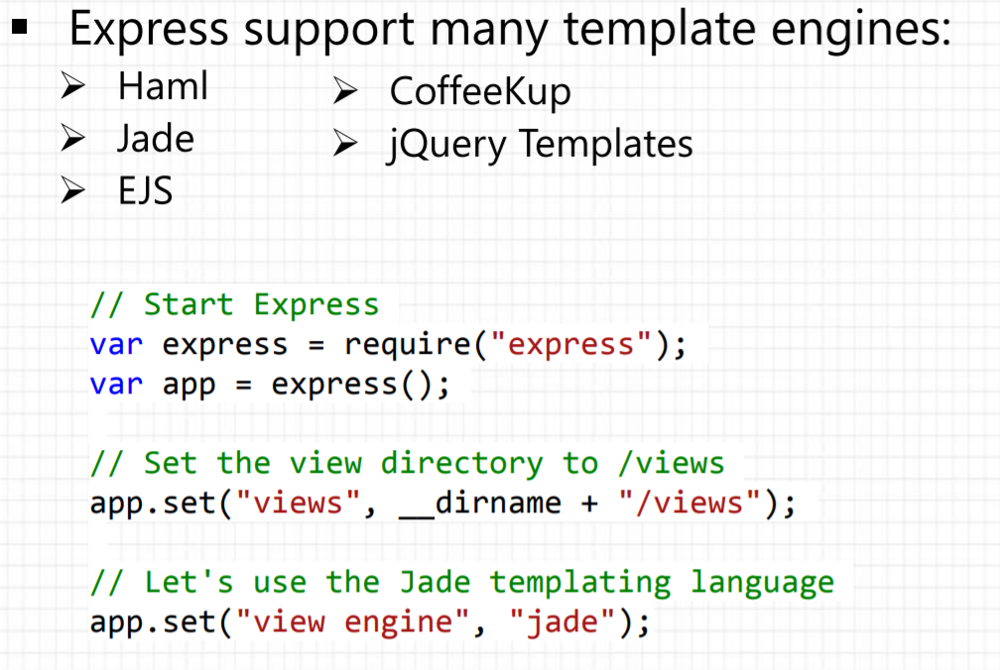 Express support many template engines:
Haml
Jade
EJS
CoffeeKup
jQuery Templates
// Start Express
var express = require("express");
var app = express();
// Set the view directory to /views
app.set("views", __dirname + "/views");
// Let's use the Jade templating language
app.set("view engine", "jade");